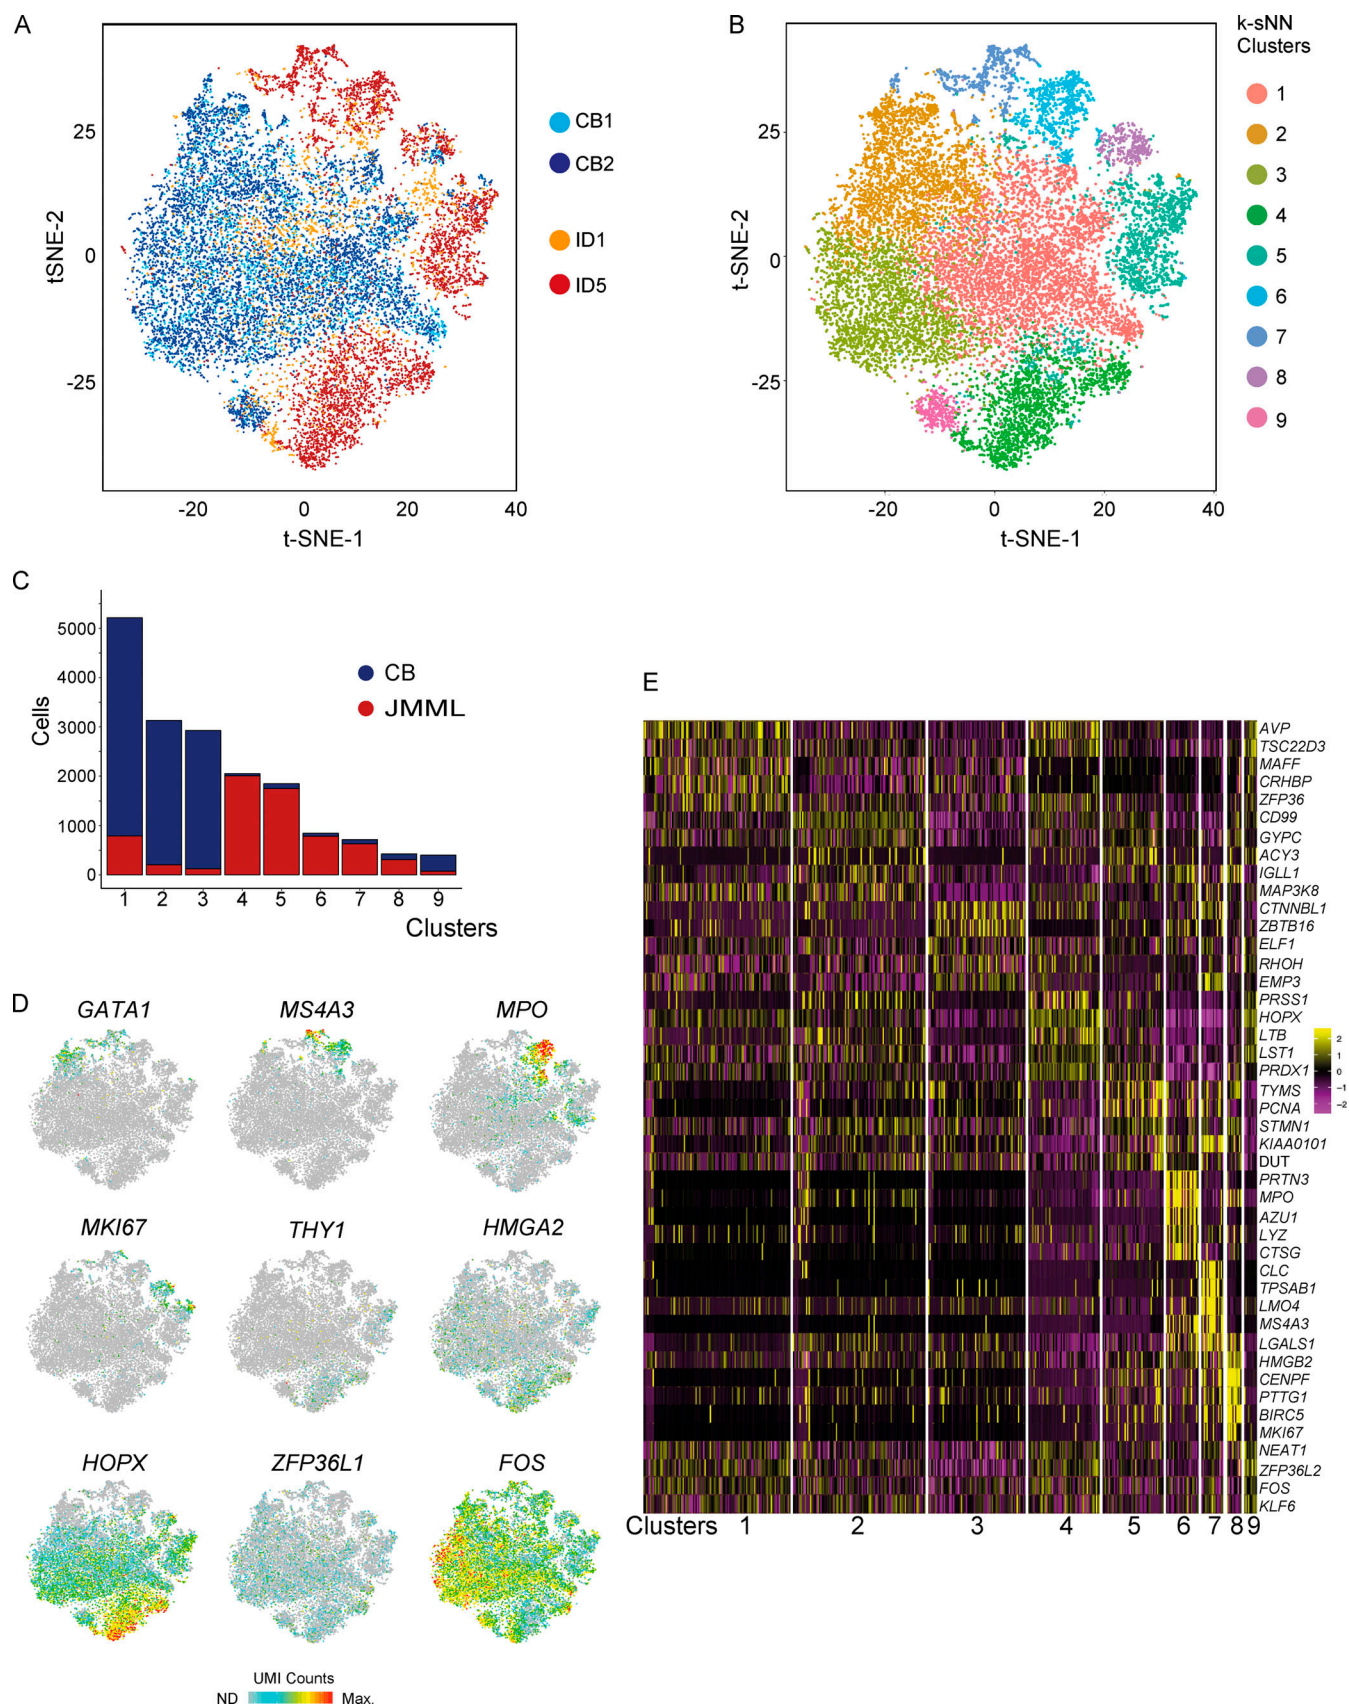 A
tSNE-2
25
0
-25
-20
0
20
40
t-SNE-1
CB1
CB2
ID1
ID5
B
t-SNE-2
25
0
-25
-20
0
20
40
t-SNE-1
k-sNN
Clusters
1
2
3
4
5
6
7
8
9
C
Cells
5000
4000
3000
2000
1000
0
1
2
3
4
5
6
7
8
9
Clusters
CB
JMML
D
GATA1
MS4A3
MPO
MKI67
THY1
HMGA2
HOPX
ZFP36L1
FOS
UMI Counts
ND
Max.
E
AVP
TSC22D3
MAFF
CRHBP
ZFP36
CD99
GYPC
ACY3
IGLL1
MAP3K8
CTNNBL1
ZBTB16
ELF1
RHOH
EMP3
PRSS1
HOPX
LTB
LST1
PRDX1
TYMS
PCNA
STMN1
KIAA0101
DUT
PRTN3
MPO
AZU1
LYZ
CTSG
CLC
TPSAB1
LMO4
MS4A3
LGALS1
HMGB2
CENPF
PTTG1
BIRC5
MKI67
NEAT1
ZFP36L2
FOS
KLF6
Clusters 1 2 3 4 5 6 7 8 9
2
1
0
−1
−2